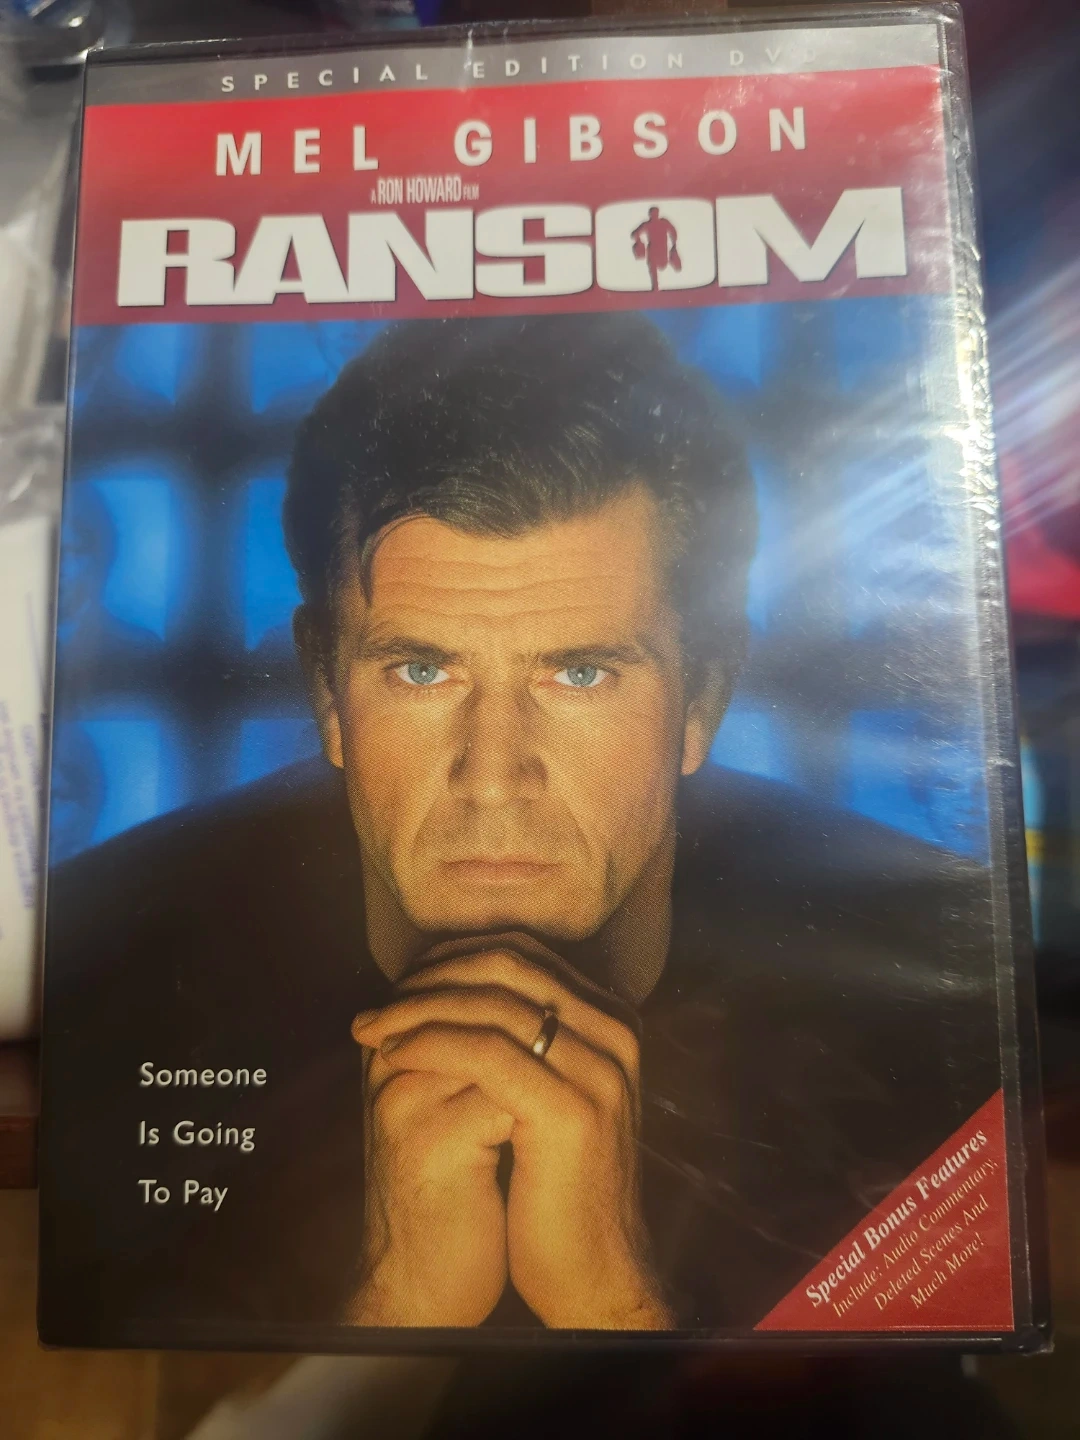 SPECIAL EDITION DVD
MEL GIBSON
A RON HOWARD FILM
RANSOM
Someone
Is Going
To Pay
Special Bonus Features
Include: Audio Commentary,
Deleted Scenes And
Much More!